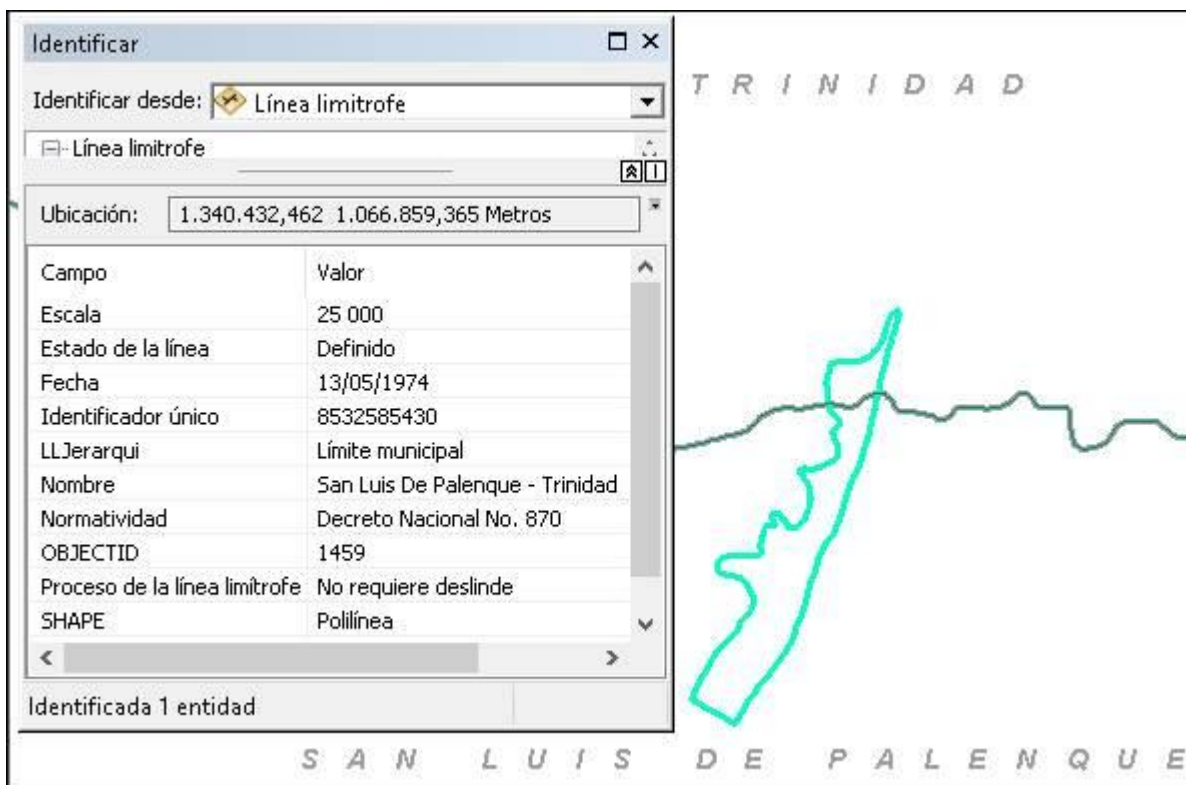 Identificar
Identificar desde: Línea limitrofe
Línea limitrofe
Ubicación: 1.340.432,462 1.066.859,365 Metros
Campo Valor
Escala 25 000
Estado de la línea Definido
Fecha 13/05/1974
Identificador único 8532585430
LLJerarqui Límite municipal
Nombre San Luis De Palenque - Trinidad
Normatividad Decreto Nacional No. 870
OBJECTID 1459
Proceso de la línea limítrofe No requiere deslinde
SHAPE Polilínea
Identificada 1 entidad
TRINIDAD
SAN LUIS DE PALENQUE